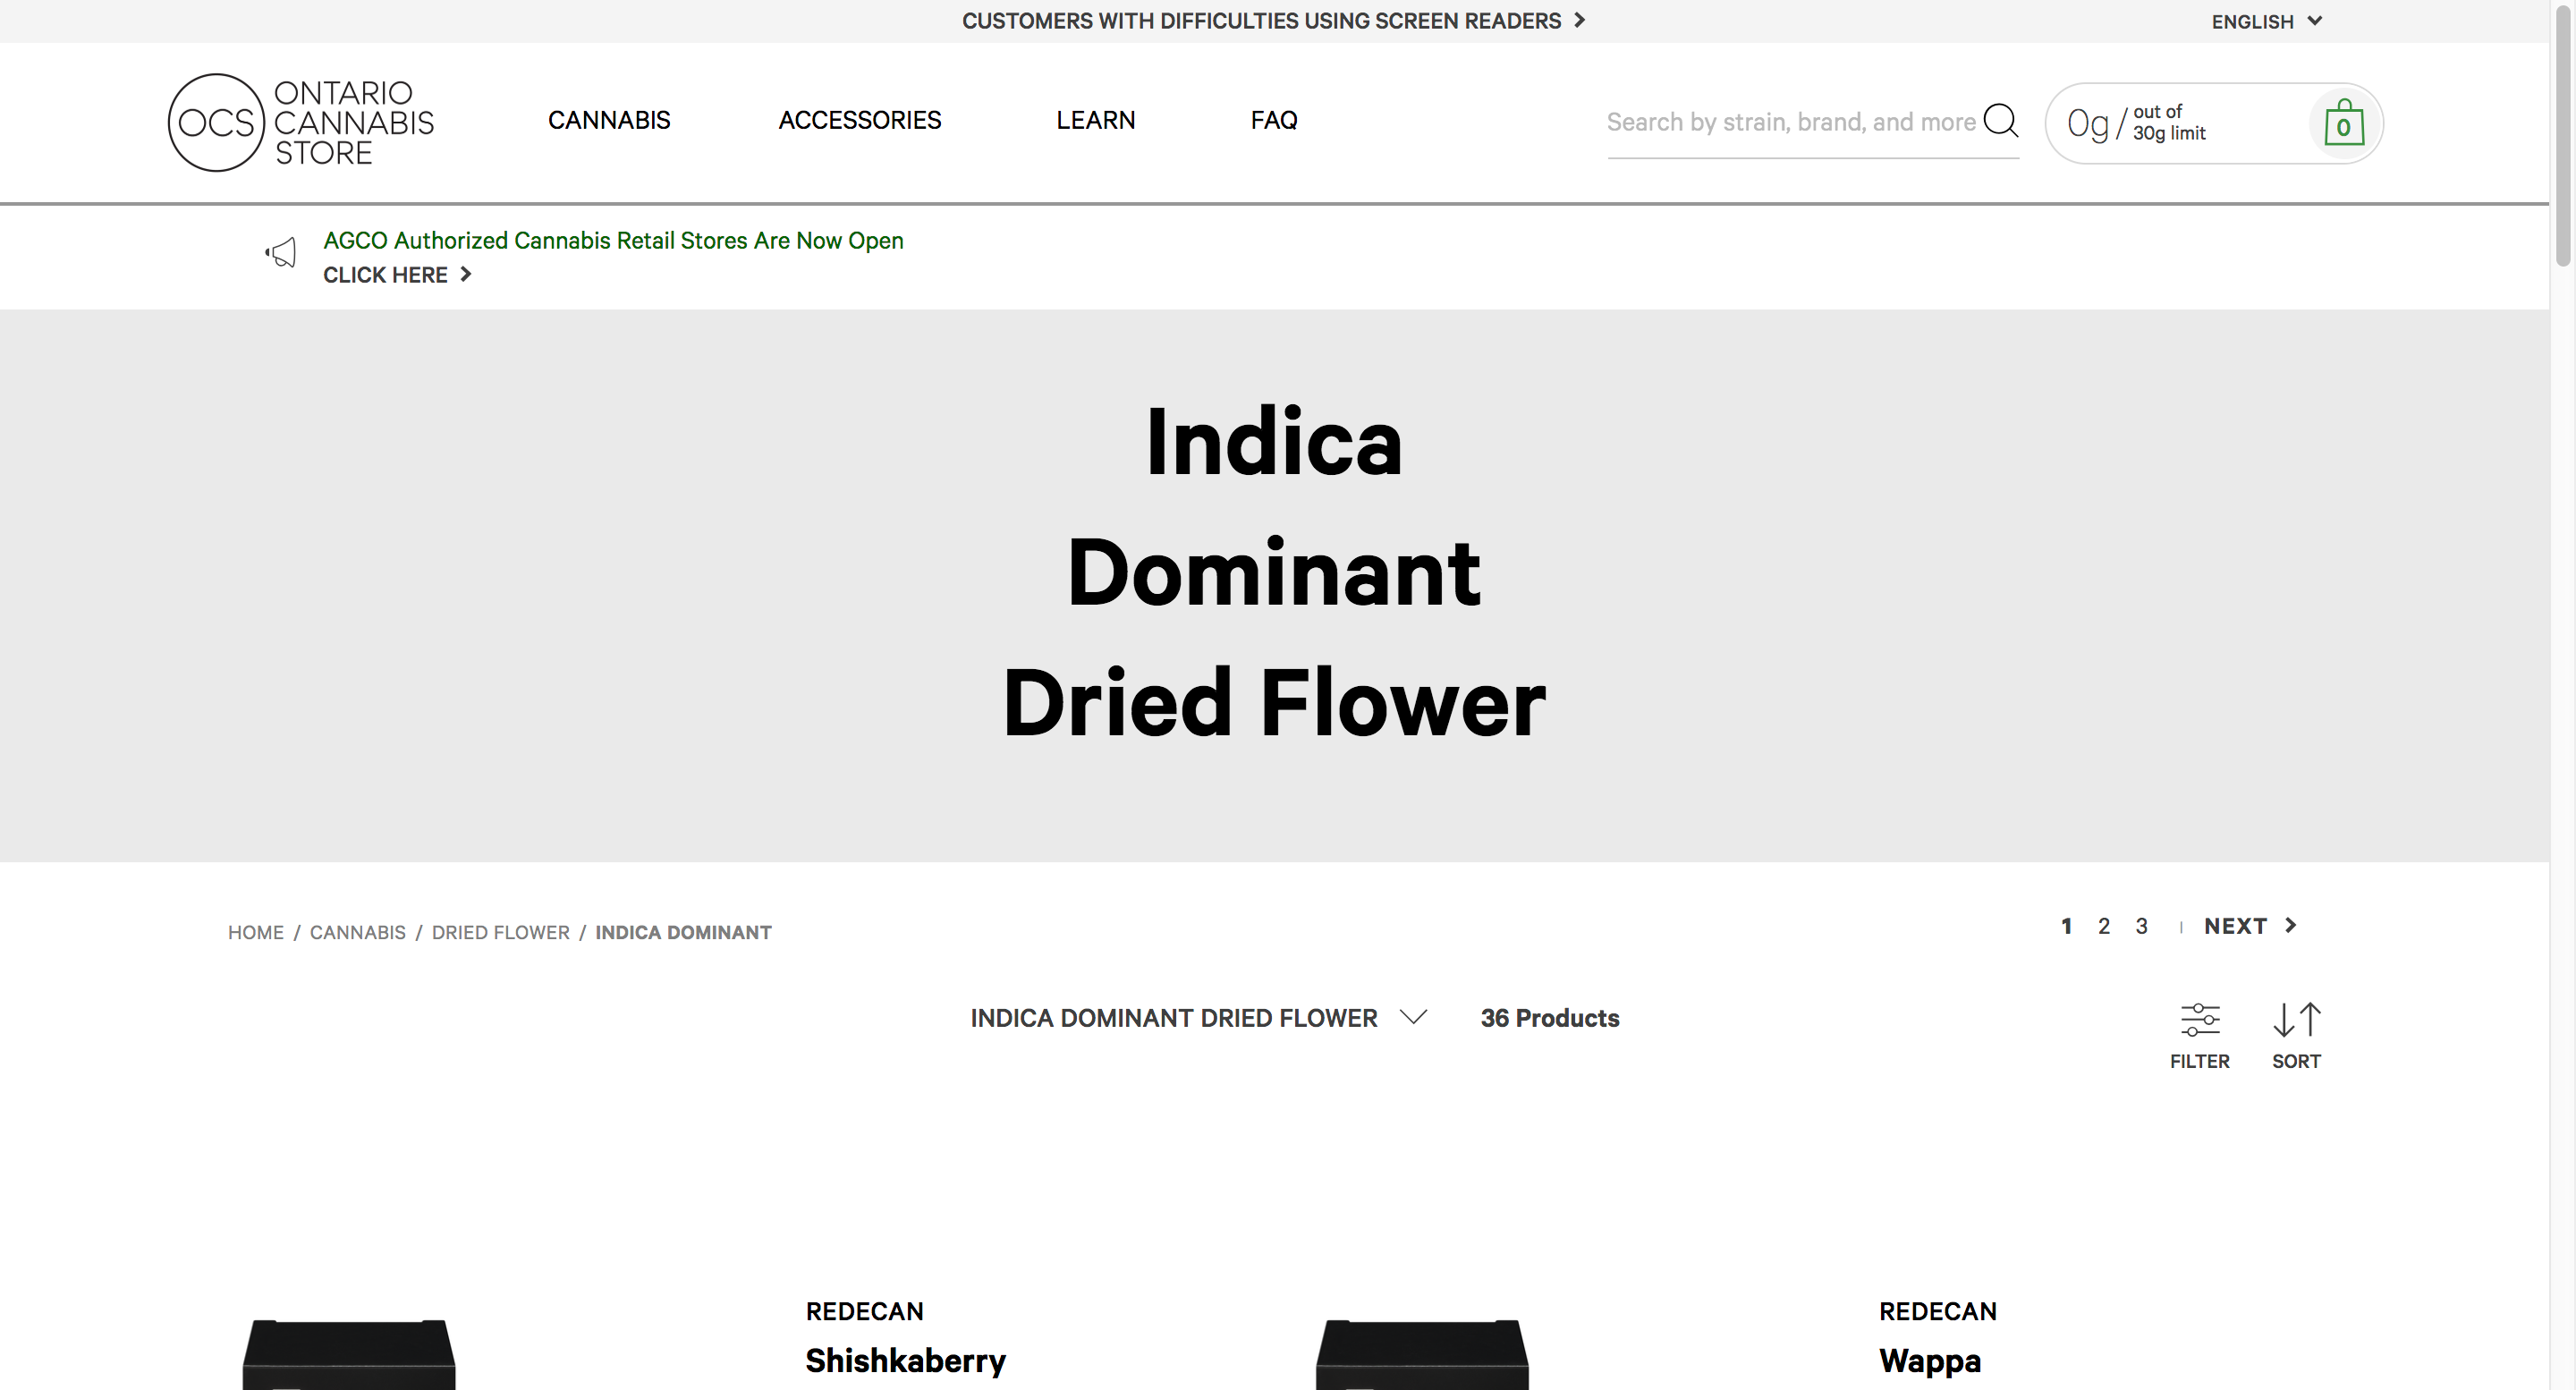 CUSTOMERS WITH DIFFICULTIES USING SCREEN READERS
ENGLISH
OCS
ONTARIO
CANNABIS
STORE
CANNABIS
ACCESSORIES
LEARN
FAQ
Search by strain, brand, and more
0g / out of
30g limit
0
AGCO Authorized Cannabis Retail Stores Are Now Open
CLICK HERE
Indica
Dominant
Dried Flower
HOME / CANNABIS / DRIED FLOWER / INDICA DOMINANT
1 2 3 | NEXT
INDICA DOMINANT DRIED FLOWER
36 Products
FILTER
SORT
REDECAN
Shishkaberry
REDECAN
Wappa